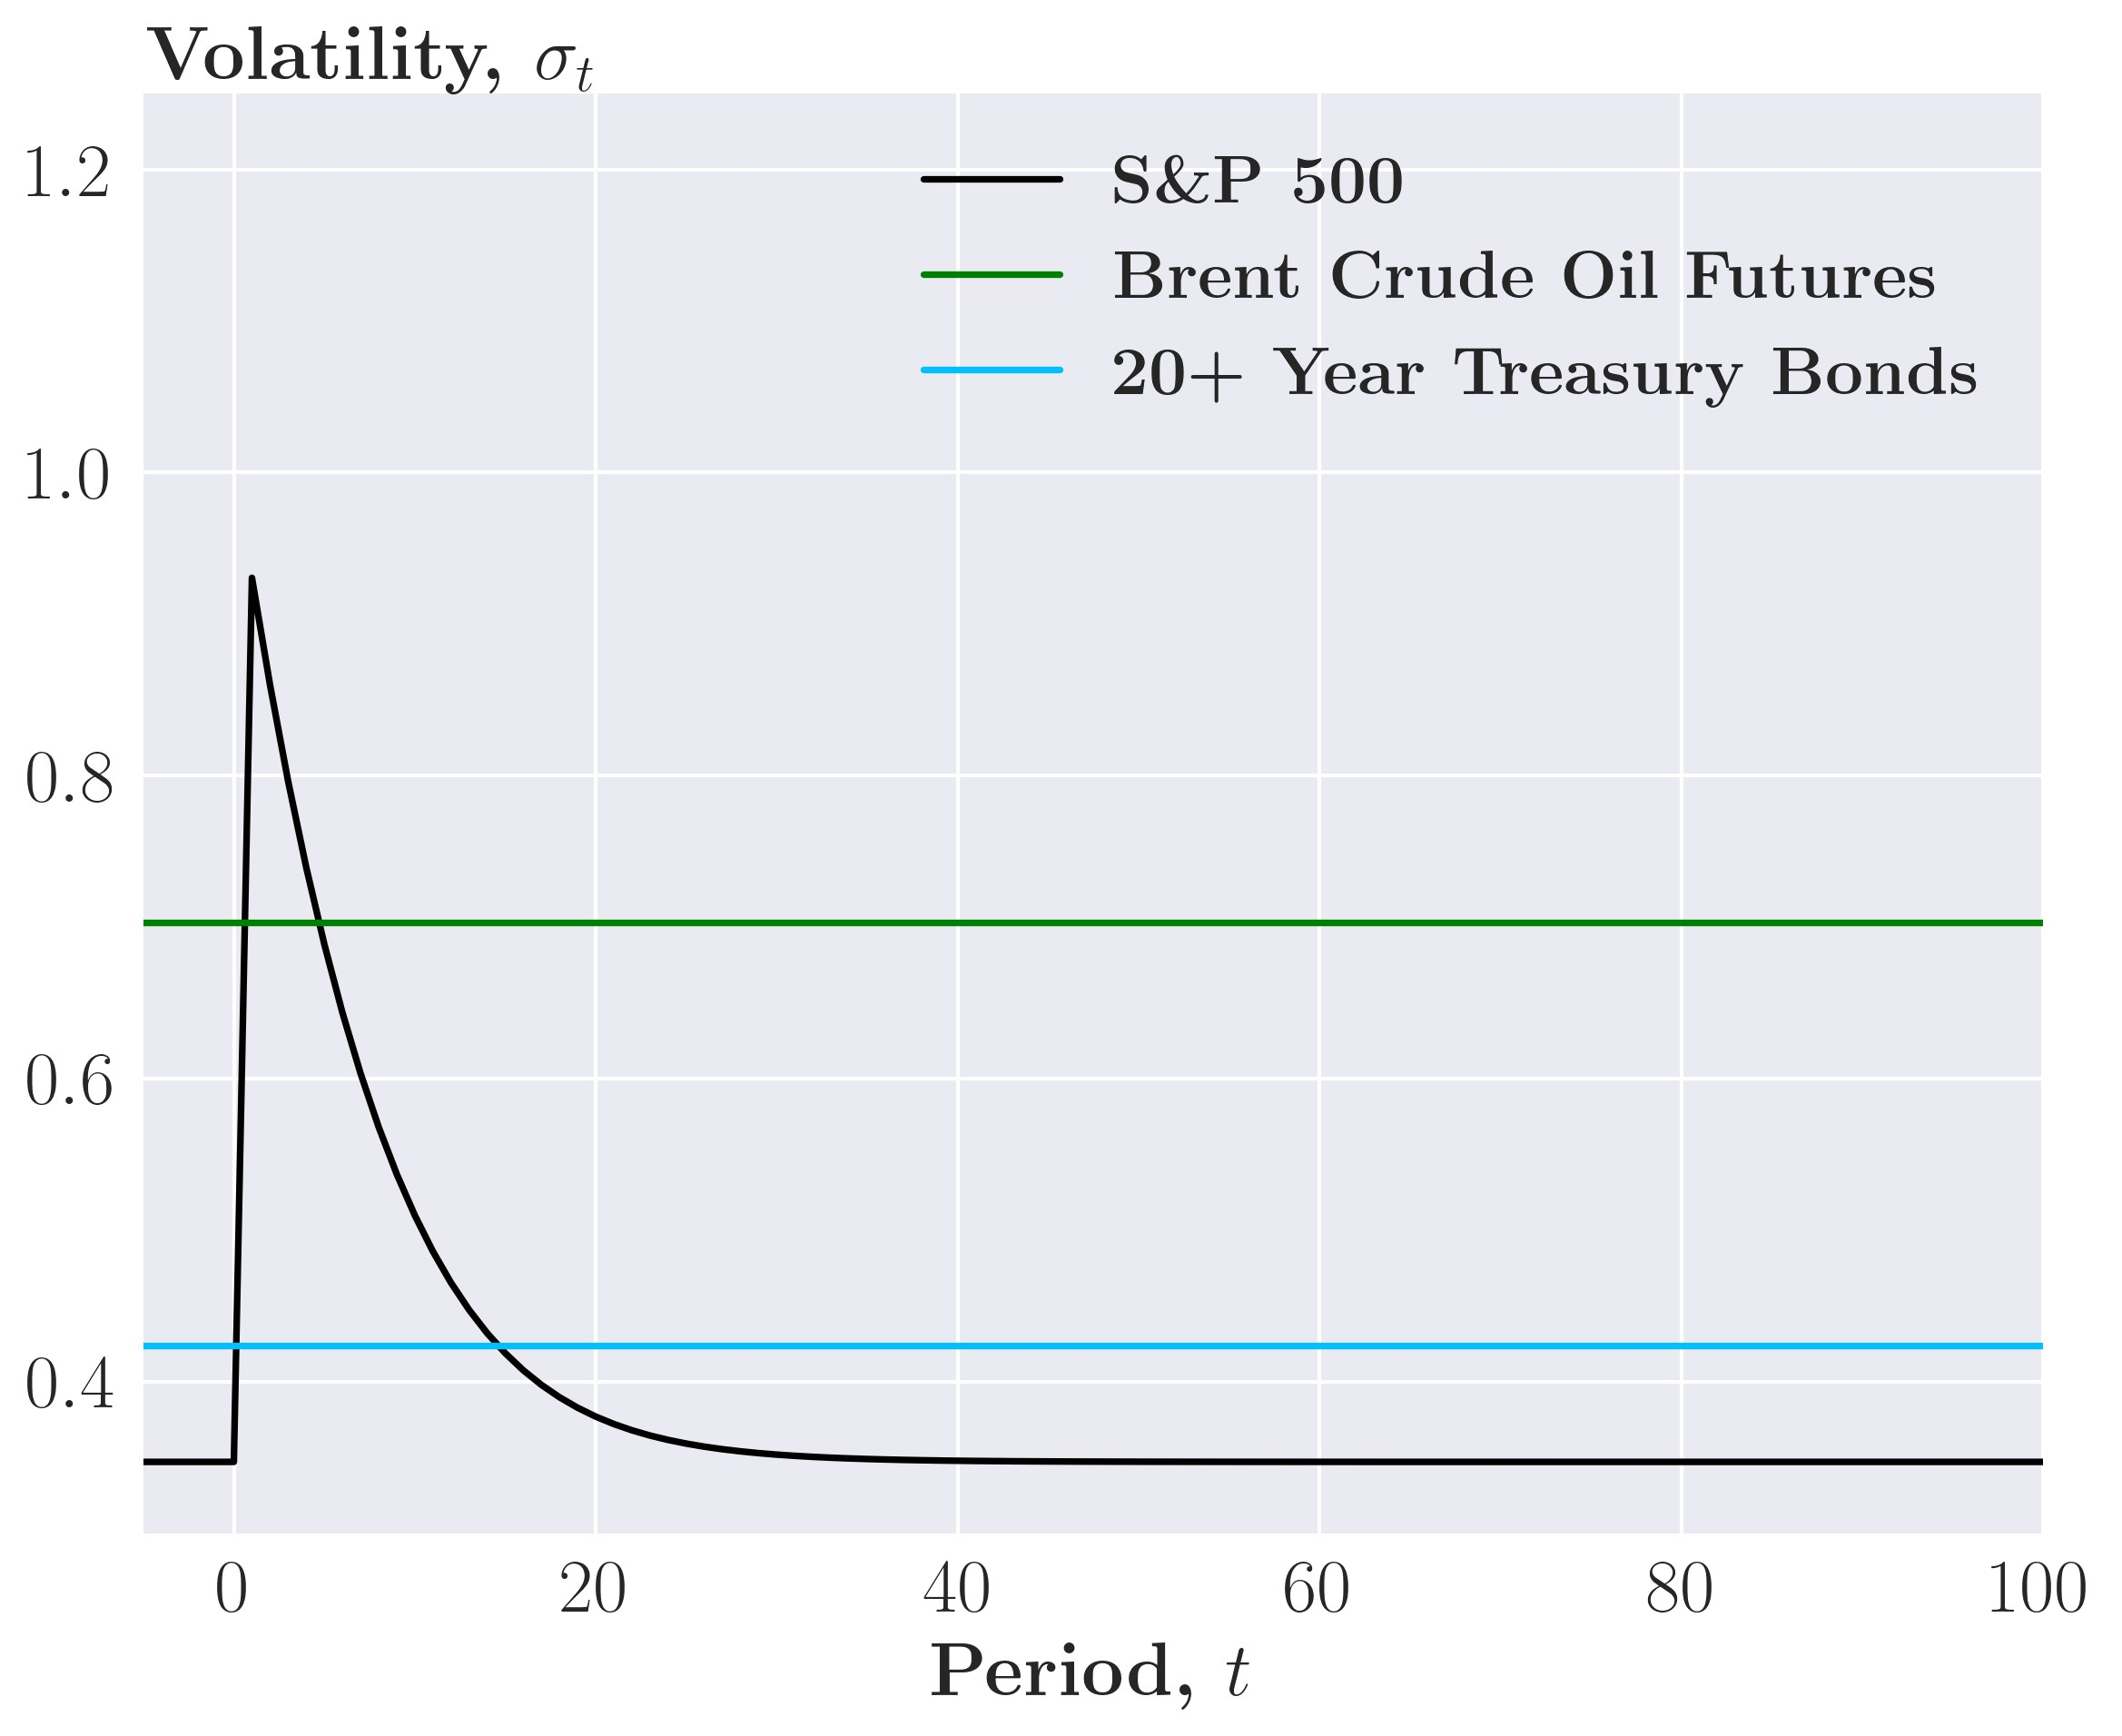 Volatility, σt
1.2
1.0
0.8
0.6
0.4
S&P 500
Brent Crude Oil Futures
20+ Year Treasury Bonds
0 20 40 60 80 100
Period, t